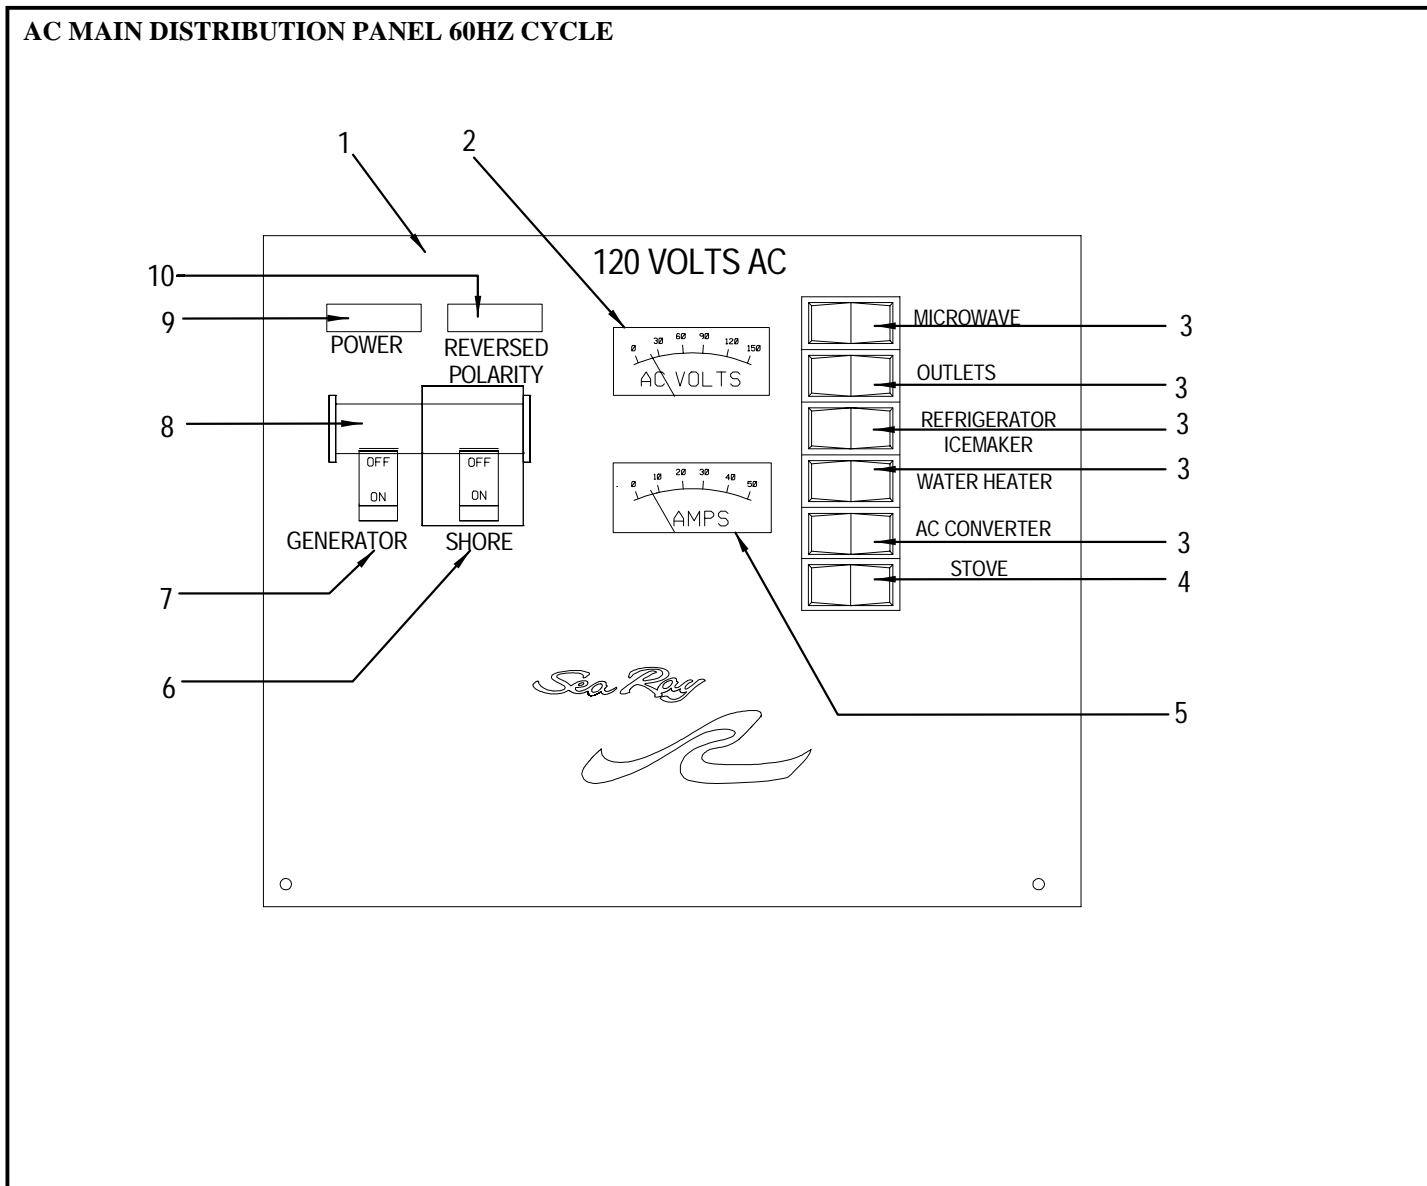 AC MAIN DISTRIBUTION PANEL 60HZ CYCLE
1
2
120 VOLTS AC
10
9
POWER
REVERSED
POLARITY
0 30 60 90 120 150
AC VOLTS
MICROWAVE
3
OUTLETS
3
REFRIGERATOR
ICEMAKER
3
WATER HEATER
3
AC CONVERTER
3
STOVE
4
8
OFF
ON
OFF
ON
GENERATOR
SHORE
0 10 20 30 40 50
AMPS
7
6
5
Sea Ray